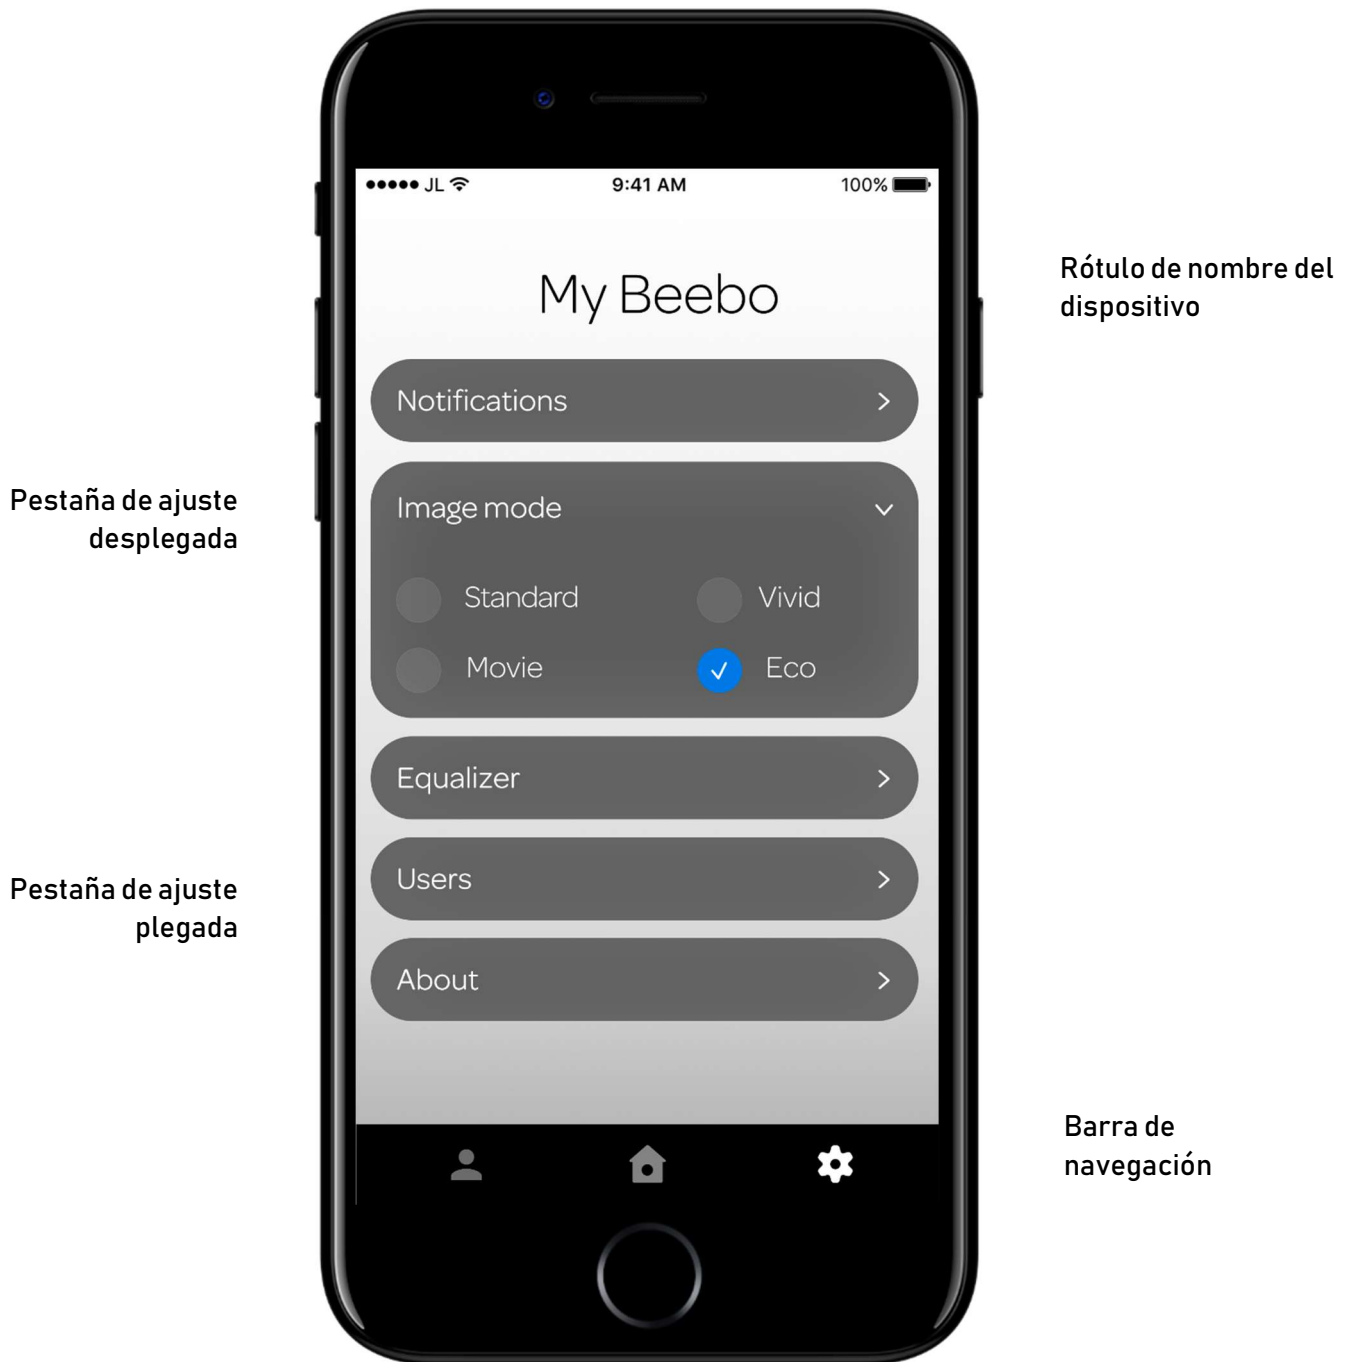 JL 9:41 AM 100%
My Beebo
Rótulo de nombre del
dispositivo
Notifications
Pestaña de ajuste
desplegada
Image mode
Standard Vivid
Movie Eco
Equalizer
Pestaña de ajuste
plegada
Users
About
Barra de
navegación